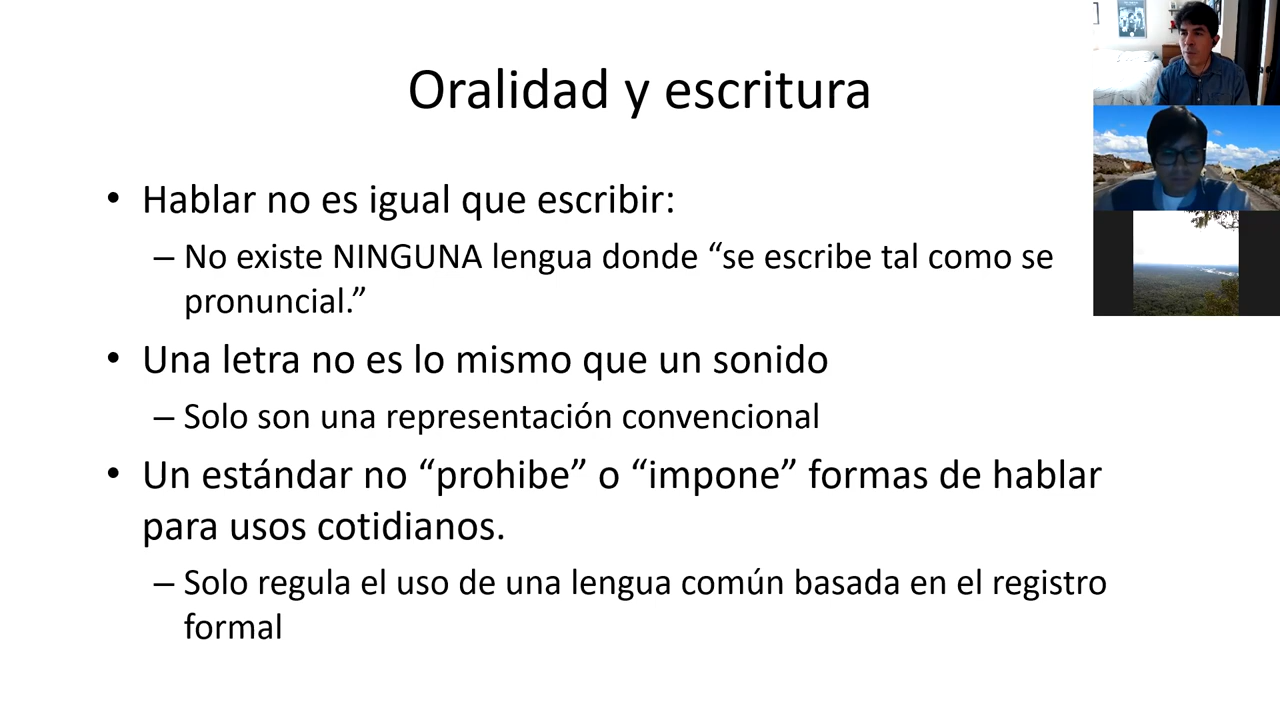 Oralidad y escritura
• Hablar no es igual que escribir:
– No existe NINGUNA lengua donde “se escribe tal como se
pronuncial.”
• Una letra no es lo mismo que un sonido
– Solo son una representación convencional
• Un estándar no “prohibe” o “impone” formas de hablar
para usos cotidianos.
– Solo regula el uso de una lengua común basada en el registro
formal